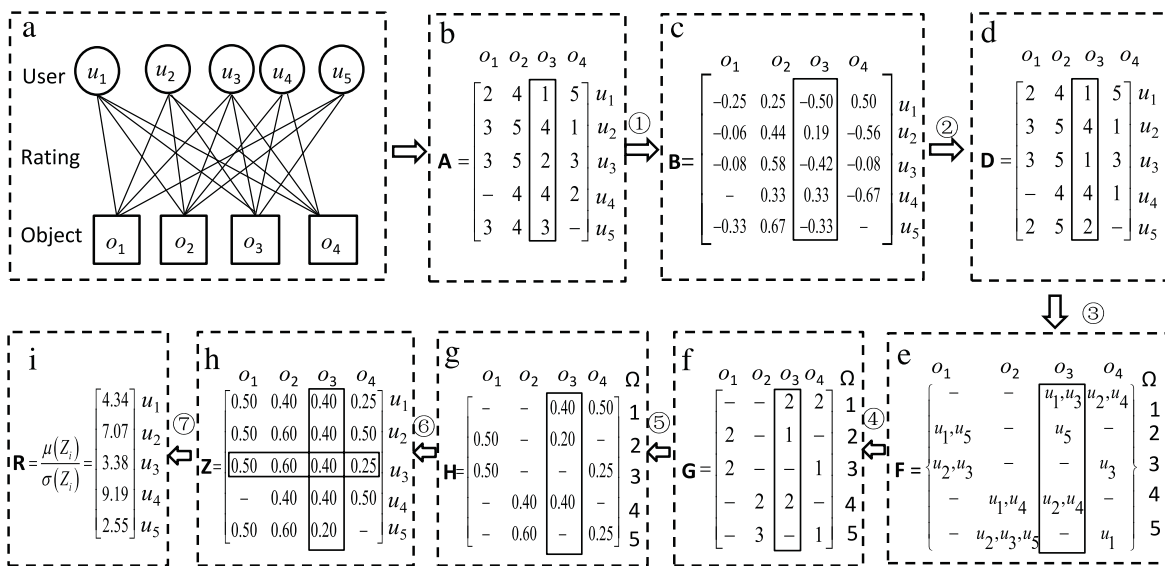 a
User u1 u2 u3 u4 u5
Rating
Object o1 o2 o3 o4
b
o1 o2 o3 o4
A =
2 4 1 5 u1
3 5 4 1 u2
3 5 2 3 u3
– 4 4 2 u4
3 4 3 – u5
①
c
o1 o2 o3 o4
B=
–0.25 0.25 –0.50 0.50 u1
–0.06 0.44 0.19 –0.56 u2
–0.08 0.58 –0.42 –0.08 u3
– 0.33 0.33 –0.67 u4
–0.33 0.67 –0.33 – u5
②
d
o1 o2 o3 o4
D =
2 4 1 5 u1
3 5 4 1 u2
3 5 1 3 u3
– 4 4 1 u4
2 5 2 – u5
③
e
o1 o2 o3 o4 Ω
F =
– – u1,u3 u2,u4 1
u1,u5 – u5 – 2
u2,u3 – – u3 3
– u1,u4 u2,u4 – 4
– u2,u3,u5 – u1 5
④
f
o1 o2 o3 o4 Ω
G =
– – 2 2 1
2 – 1 – 2
2 – – 1 3
– 2 2 – 4
– 3 – 1 5
⑤
g
o1 o2 o3 o4 Ω
H =
– – 0.40 0.50 1
0.50 – 0.20 – 2
0.50 – – 0.25 3
– 0.40 0.40 – 4
– 0.60 – 0.25 5
⑥
h
o1 o2 o3 o4
Z=
0.50 0.40 0.40 0.25 u1
0.50 0.60 0.40 0.50 u2
0.50 0.60 0.40 0.25 u3
– 0.40 0.40 0.50 u4
0.50 0.60 0.20 – u5
⑦
i
R = μ(Zi) / σ(Zi) =
4.34 u1
7.07 u2
3.38 u3
9.19 u4
2.55 u5